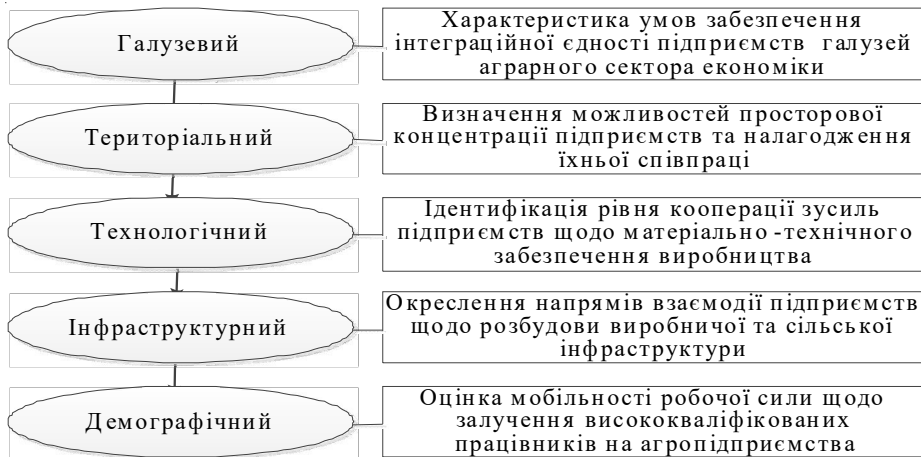 Галузевий
Характеристика умов забезпечення
інтеграційної єдності підприємств галузей
аграрного сектора економіки
Територіальний
Визначення можливостей просторової
концентрації підприємств та налагодження
їхньої співпраці
Технологічний
Ідентифікація рівня кооперації зусиль
підприємств щодо матеріально-технічного
забезпечення виробництва
Інфраструктурний
Окреслення напрямів взаємодії підприємств
щодо розбудови виробничої та сільської
інфраструктури
Демографічний
Оцінка мобільності робочої сили щодо
залучення висококваліфікованих
працівників на агропідприємства